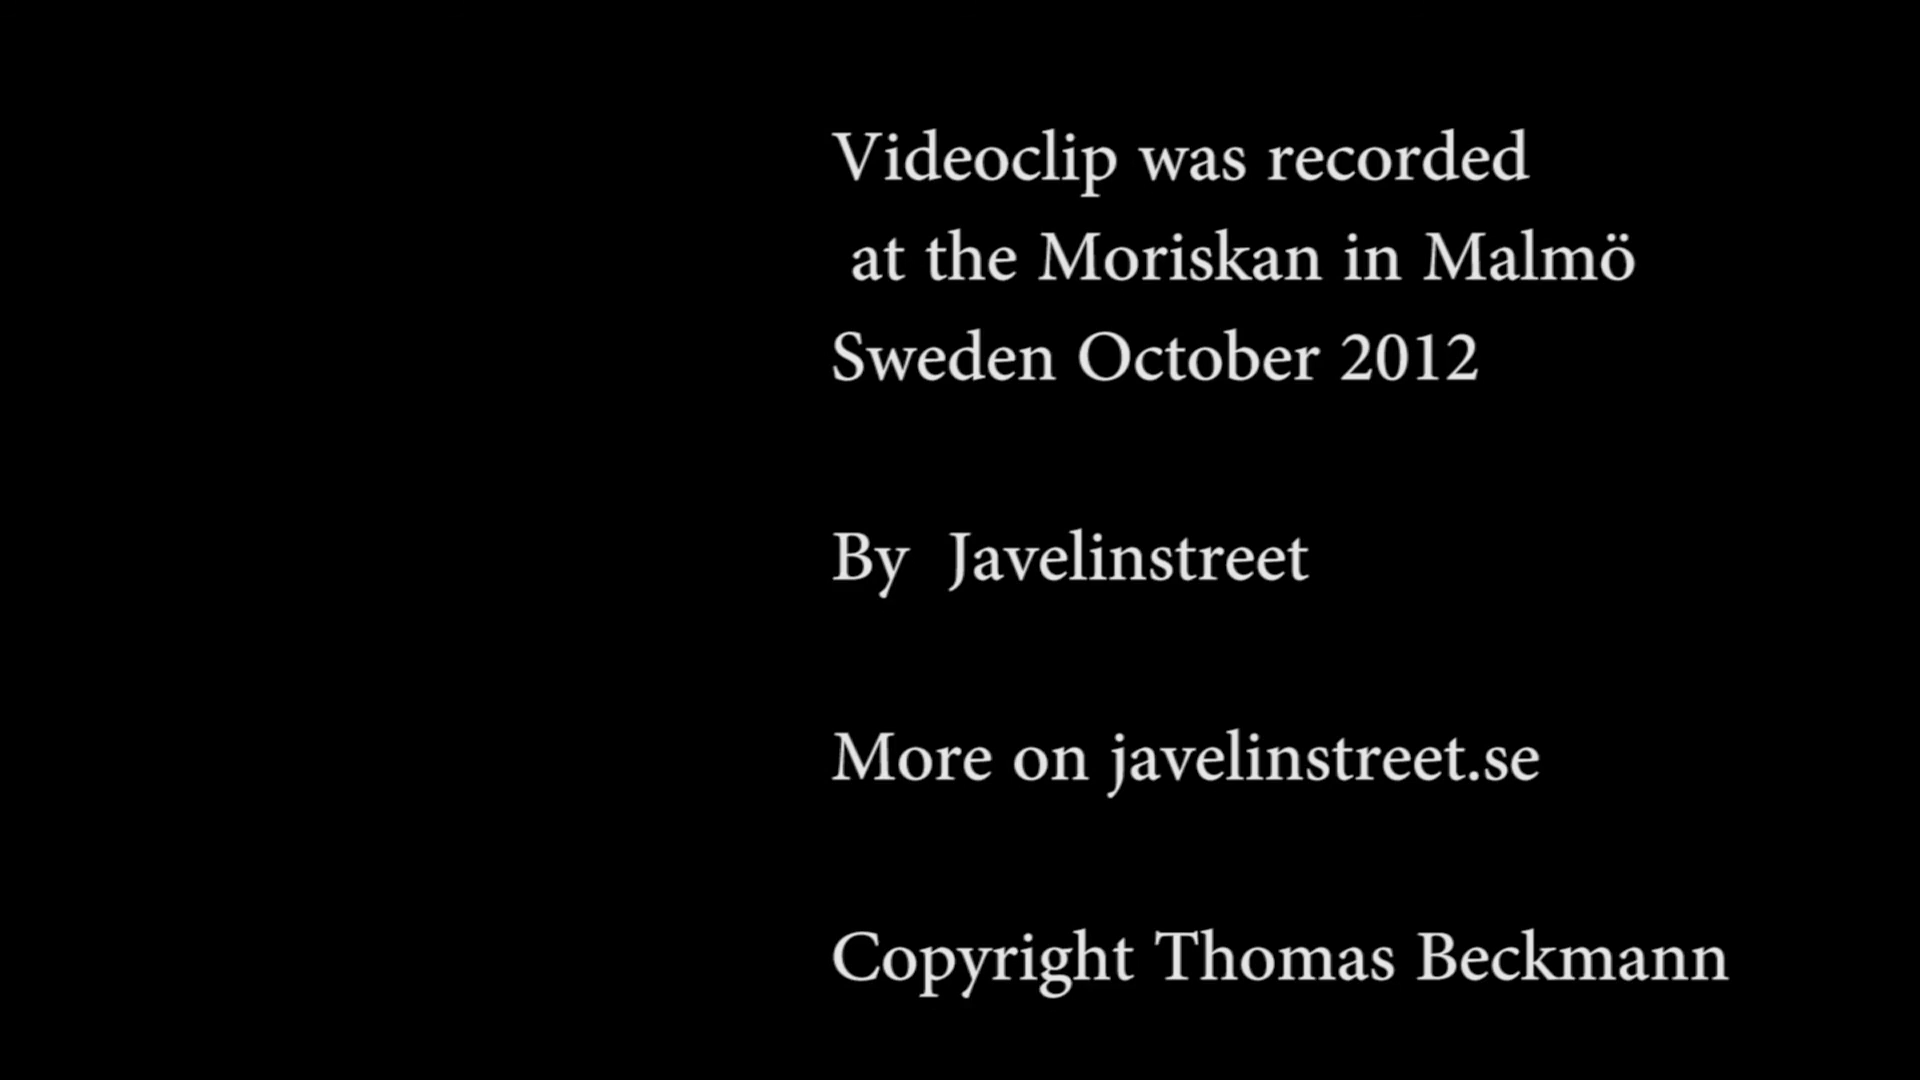 Videoclip was recorded
at the Moriskan in Malmö
Sweden October 2012
By Javelinstreet
More on javelinstreet.se
Copyright Thomas Beckmann